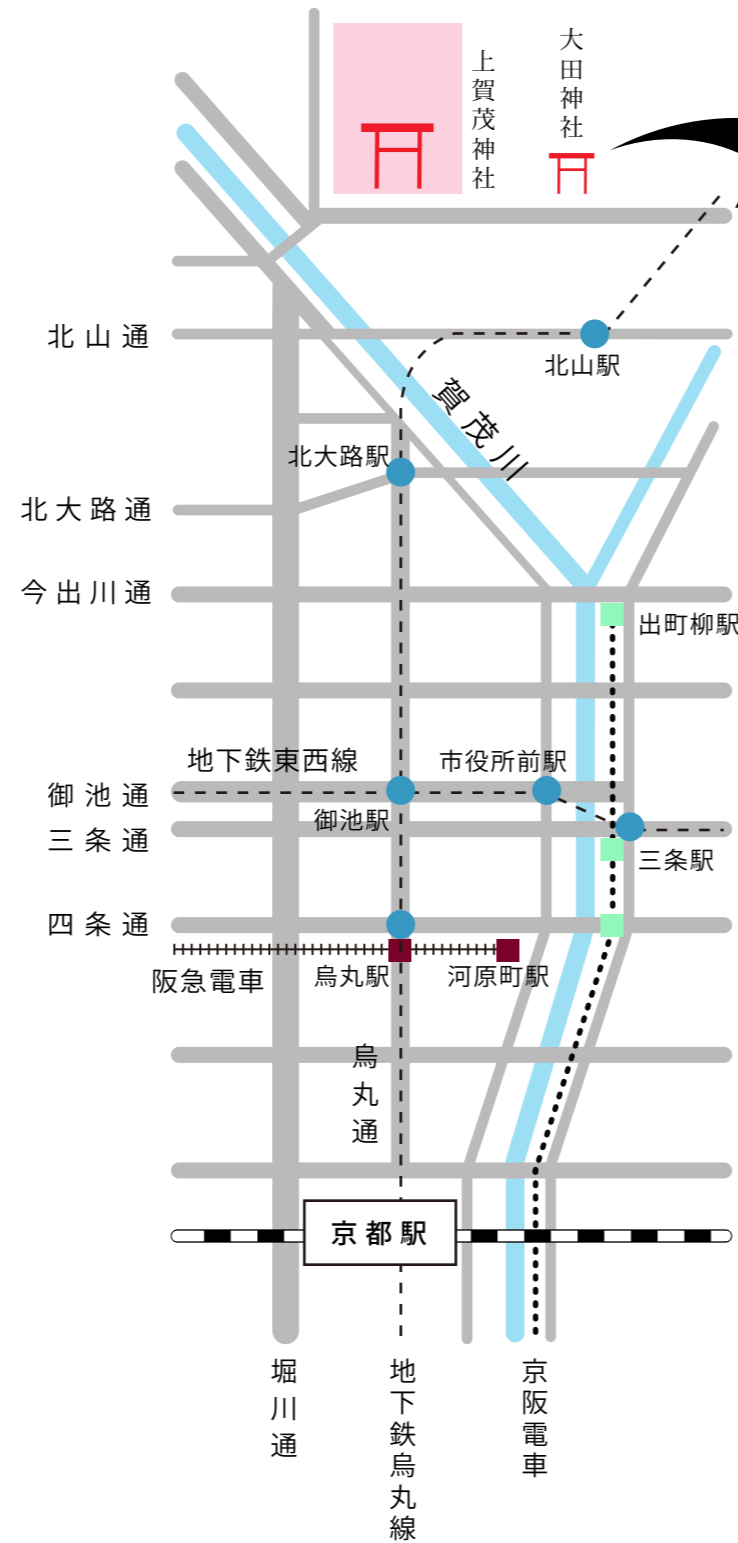 上賀茂神社
大田神社
北山通
北山駅
賀茂川
北大路駅
北大路通
今出川通
出町柳駅
地下鉄東西線
市役所前駅
御池通
御池駅
三条通
三条駅
四条通
阪急電車
烏丸駅
河原町駅
烏丸通
京都駅
堀川通
地下鉄烏丸線
京阪電車